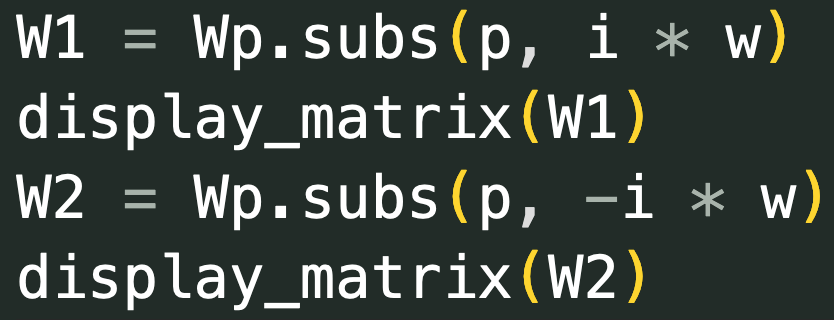 W1 = Wp.subs(p, i * w)
display_matrix(W1)
W2 = Wp.subs(p, -i * w)
display_matrix(W2)